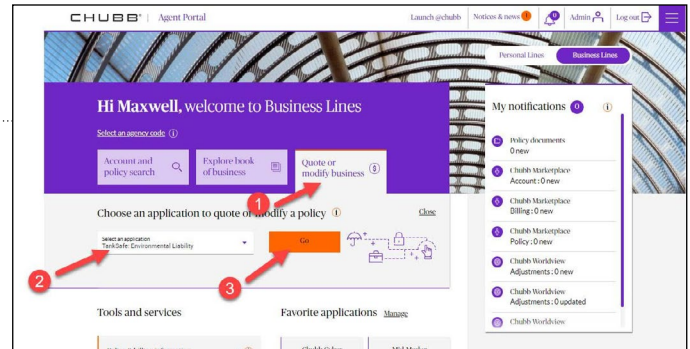 CHUBB® | Agent Portal
Launch @chubb
Notices & news
Admin
Log out
Personal Lines
Business Lines
Hi Maxwell, welcome to Business Lines
Select an agency code
Account and
policy search
Explore book
of business
Quote or
modify business
1
Choose an application to quote or modify a policy
Close
Select an application
TankSafe: Environmental Liability
Go
2
3
Tools and services
Favorite applications Manage
My notifications 0
Policy documents
0 new
Chubb Marketplace
Account : 0 new
Chubb Marketplace
Billing : 0 new
Chubb Marketplace
Policy : 0 new
Chubb Worldview
Adjustments : 0 new
Chubb Worldview
Adjustments : 0 updated
Chubb Worldview